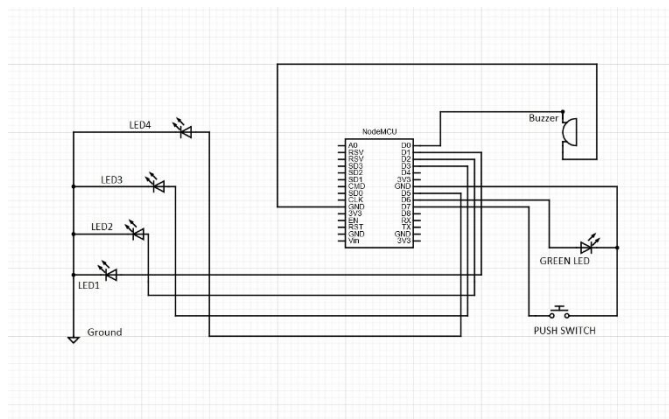 LED4
Buzzer
NodeMCU
A0 D0
RSV D1
RSV D2
SD3 D3
SD2 D4
SD1 3V3
CMD GND
SD0 D5
CLK D6
GND D7
3V3 D8
EN RX
RST TX
GND GND
Vin 3V3
LED3
LED2
GREEN LED
LED1
Ground
PUSH SWITCH